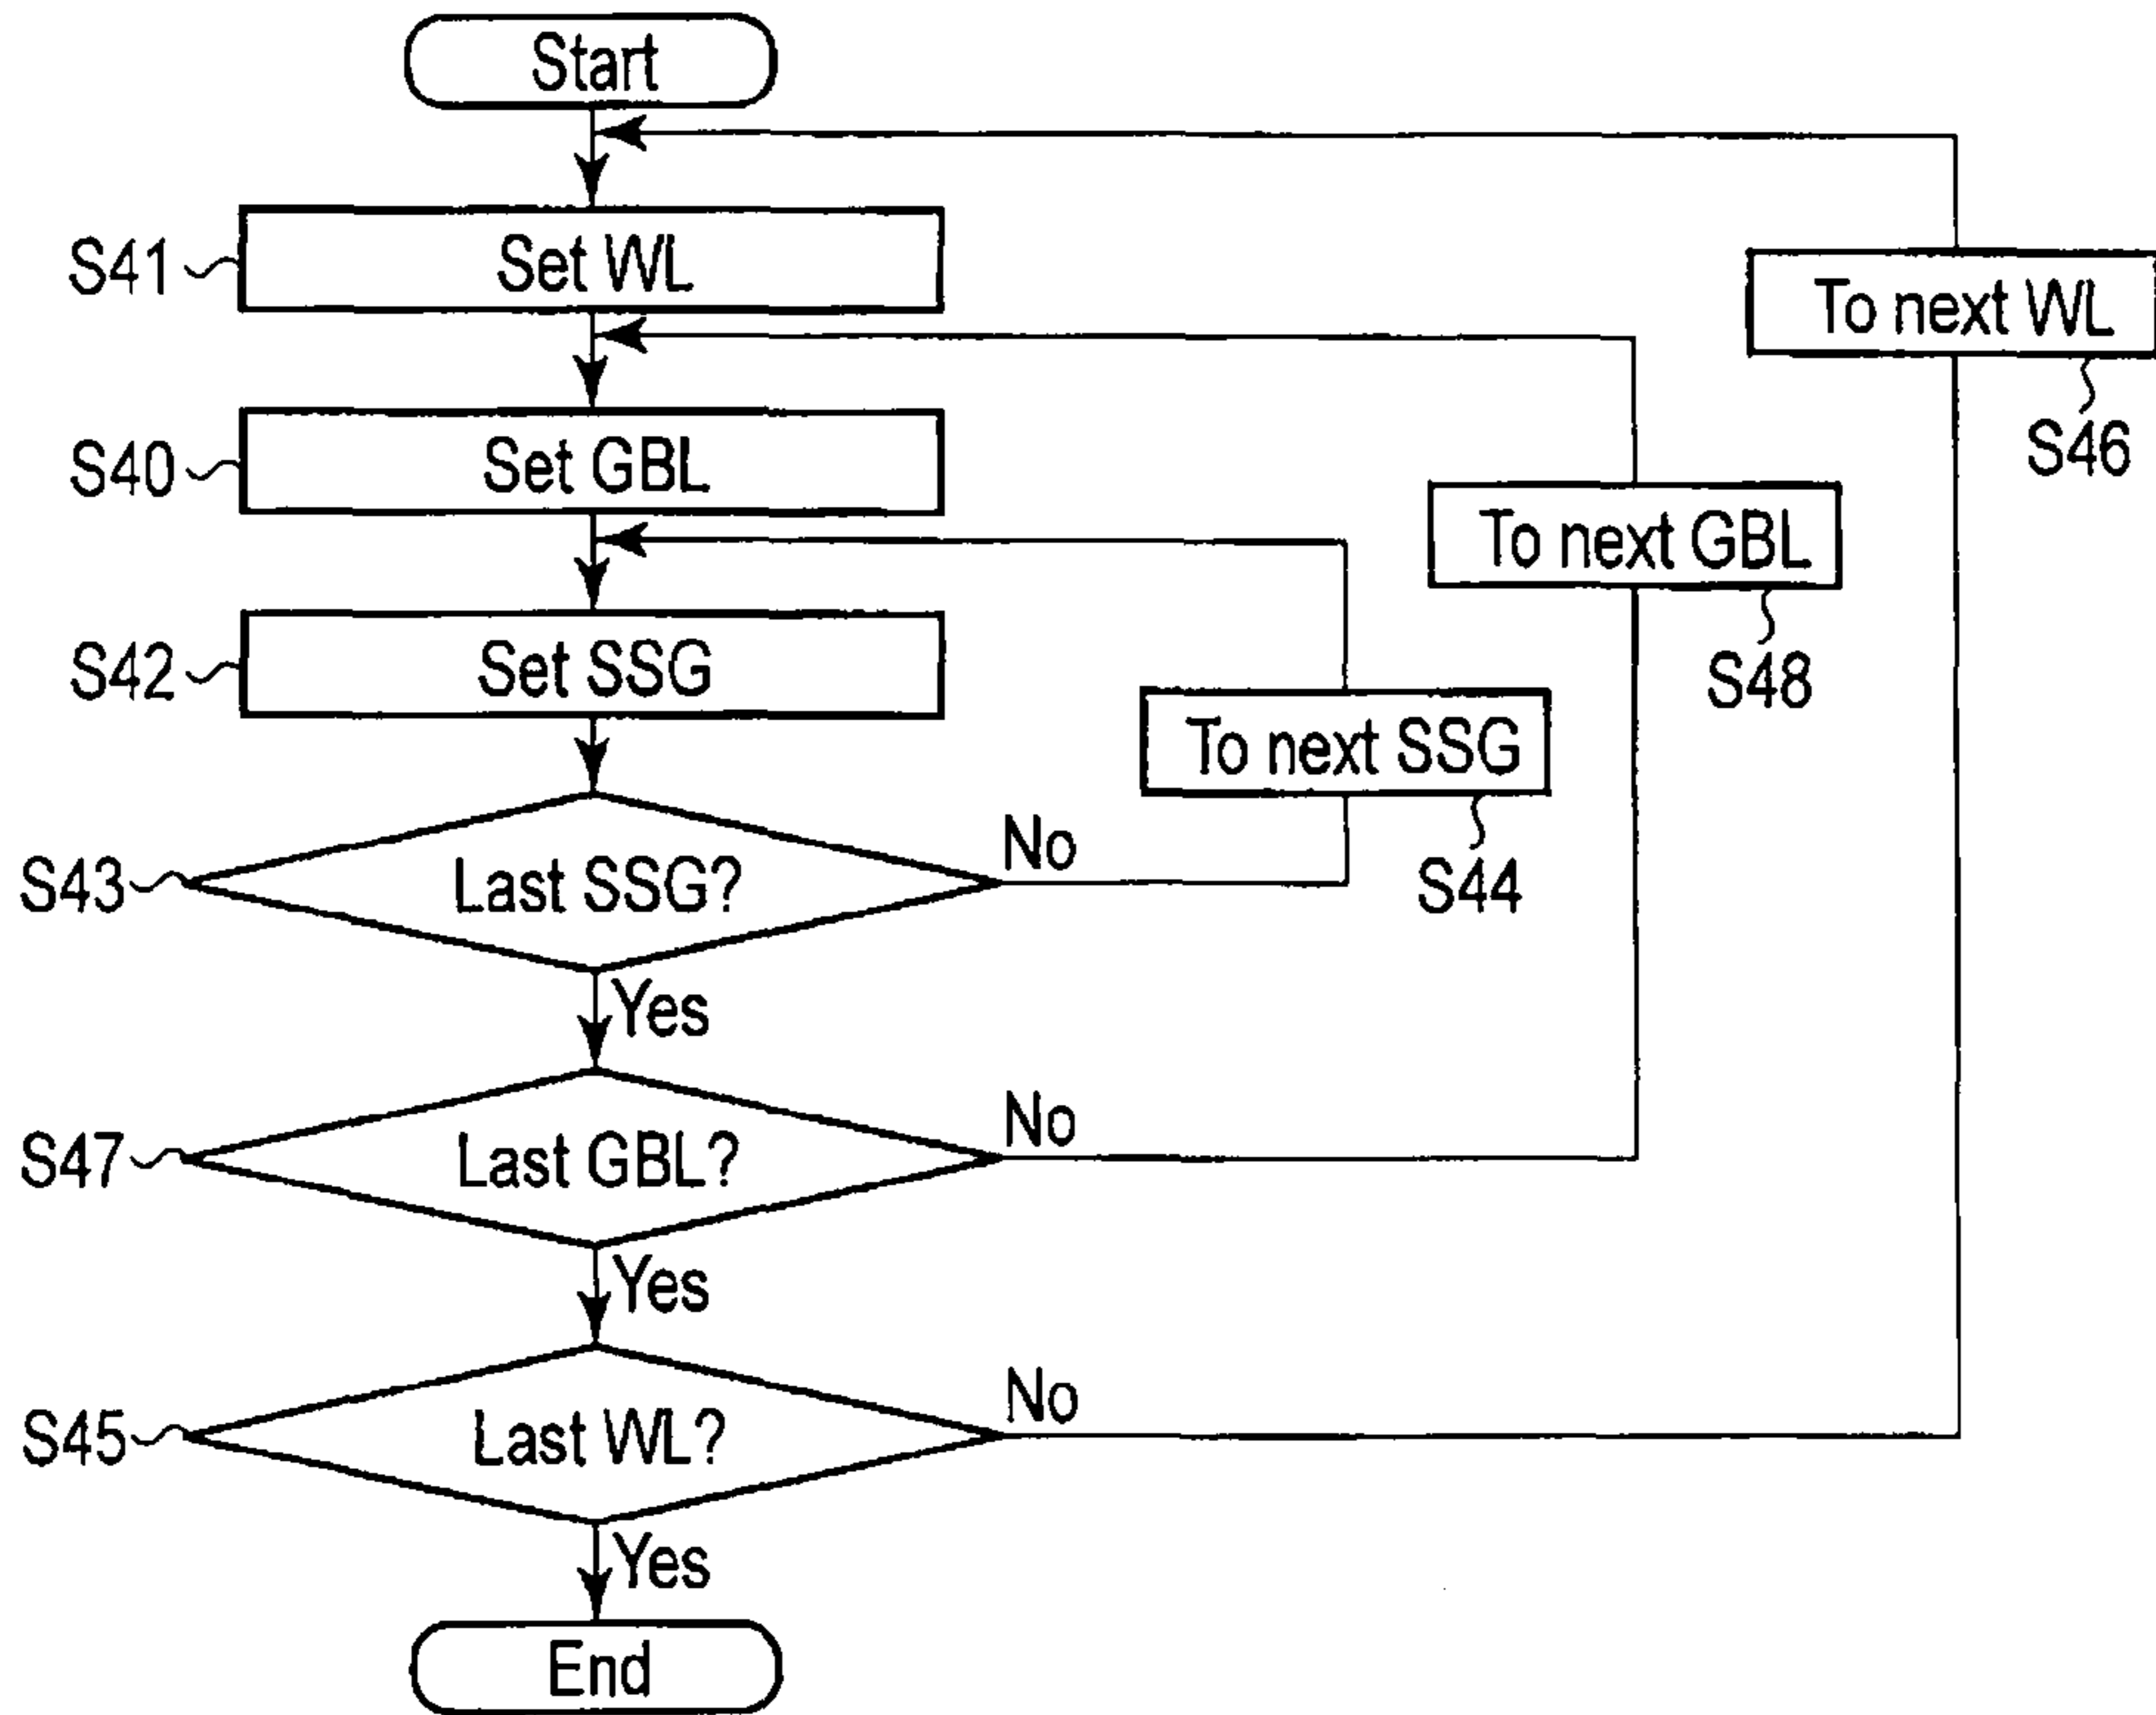 Start
S41
Set WL
To next WL
S46
S40
Set GBL
To next GBL
S48
S42
Set SSG
To next SSG
S44
S43
Last SSG?
No
Yes
S47
Last GBL?
No
Yes
S45
Last WL?
No
Yes
End